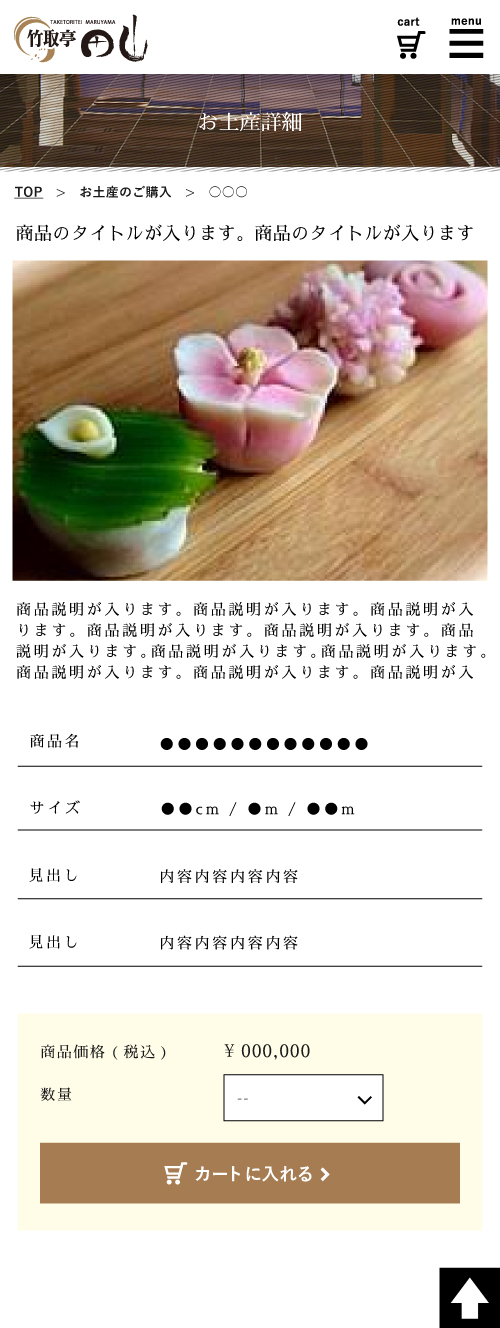 TAKETORITEI MARUYAMA
竹取亭
cart
menu
お土産詳細
TOP > お土産のご購入 > 〇〇〇
商品のタイトルが入ります。商品のタイトルが入ります
商品説明が入ります。商品説明が入ります。商品説明が入
ります。商品説明が入ります。商品説明が入ります。商品
説明が入ります。商品説明が入ります。商品説明が入ります。
商品説明が入ります。商品説明が入ります。商品説明が入
商品名 ●●●●●●●●●●●●
サイズ ●●cm / ●m / ●●m
見出し 内容内容内容内容
見出し 内容内容内容内容
商品価格（税込） ¥ 000,000
数量 --
カートに入れる